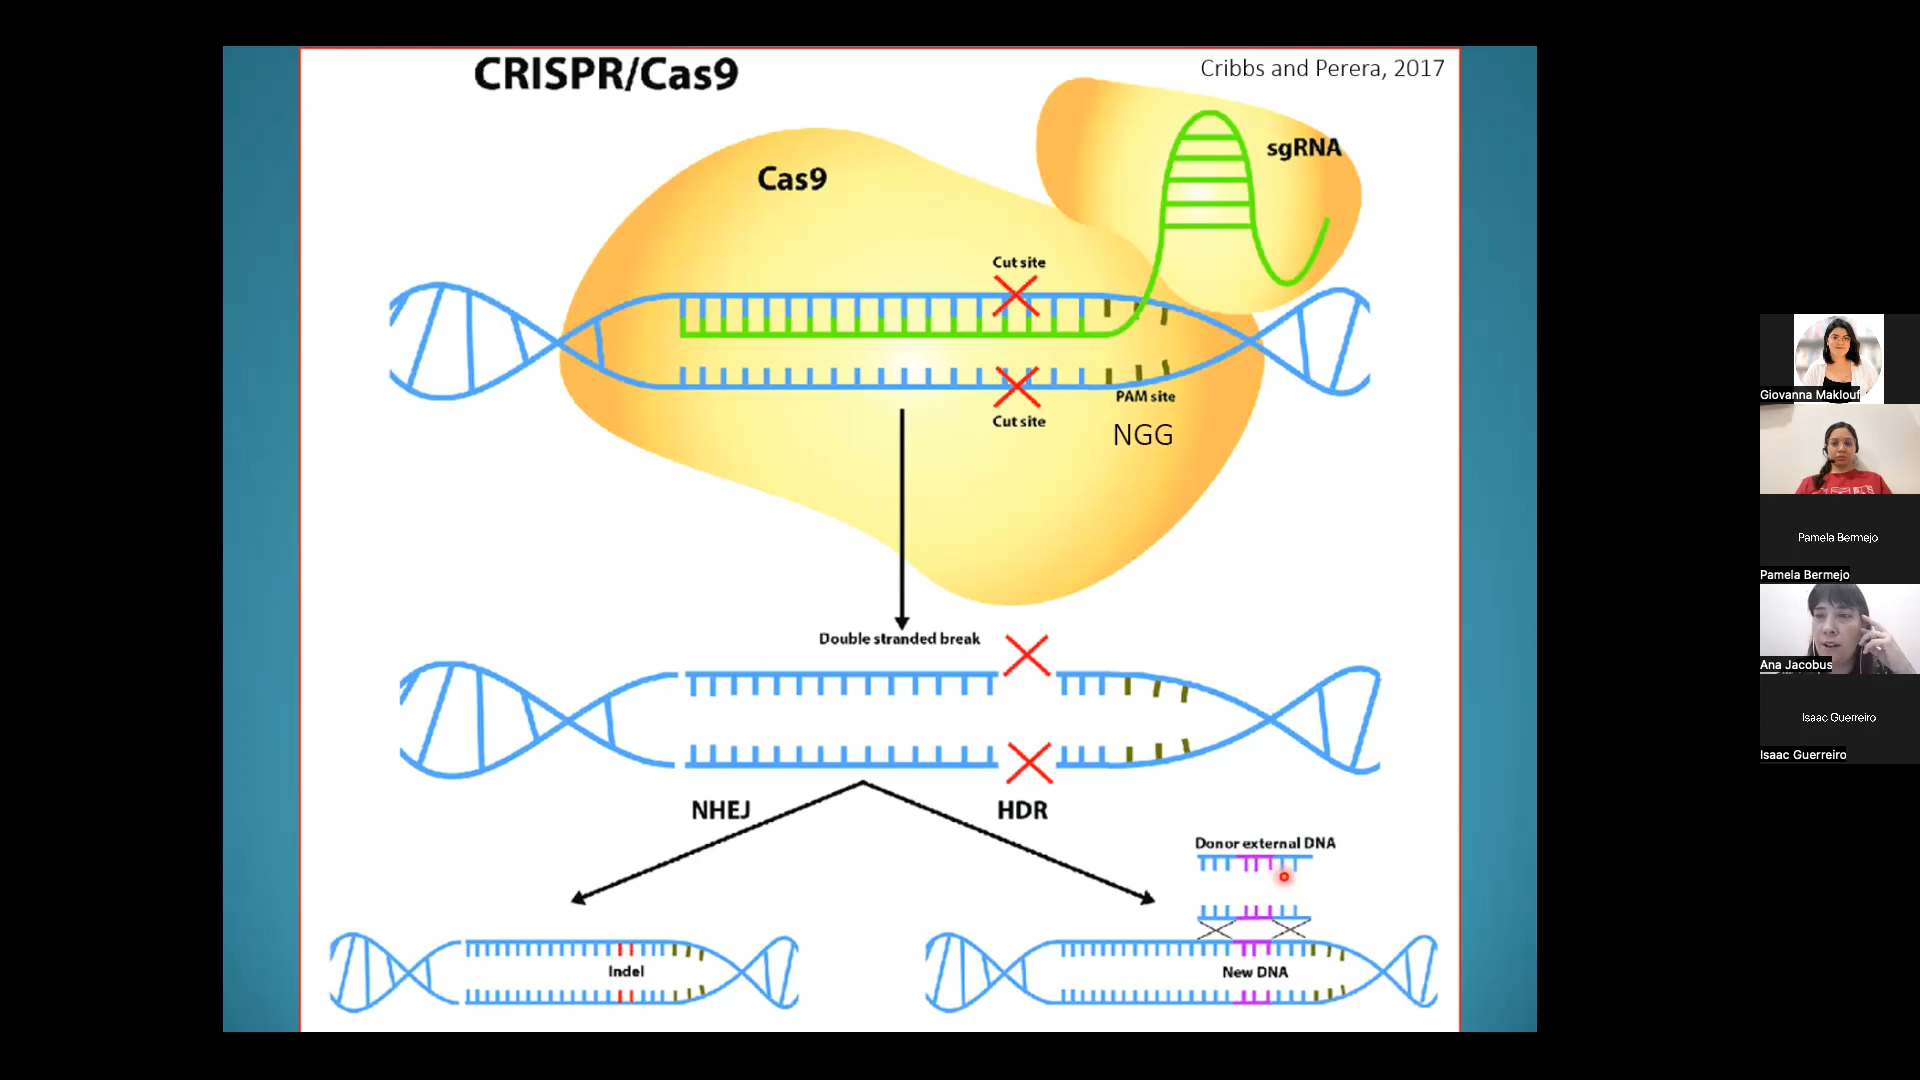 CRISPR/Cas9
Cribbs and Perera, 2017
sgRNA
Cas9
Cut site
PAM site
Cut site
NGG
Double stranded break
NHEJ
HDR
Donor external DNA
Indel
New DNA
Giovanna Maklouf
Pamela Bermejo
Pamela Bermejo
Ana Jacobus
Isaac Guerreiro
Isaac Guerreiro